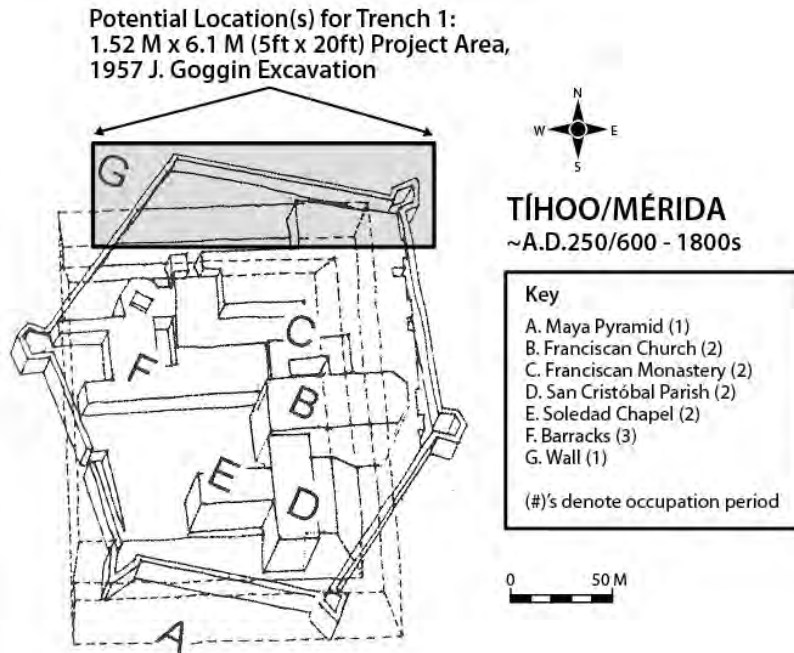 Potential Location(s) for Trench 1:
1.52 M x 6.1 M (5ft x 20ft) Project Area,
1957 J. Goggin Excavation
N
W E
S
TÍHOO/MÉRIDA
~A.D.250/600 - 1800s
Key
A. Maya Pyramid (1)
B. Franciscan Church (2)
C. Franciscan Monastery (2)
D. San Cristóbal Parish (2)
E. Soledad Chapel (2)
F. Barracks (3)
G. Wall (1)
(#)'s denote occupation period
0 50 M
G
C
F
B
E
D
A